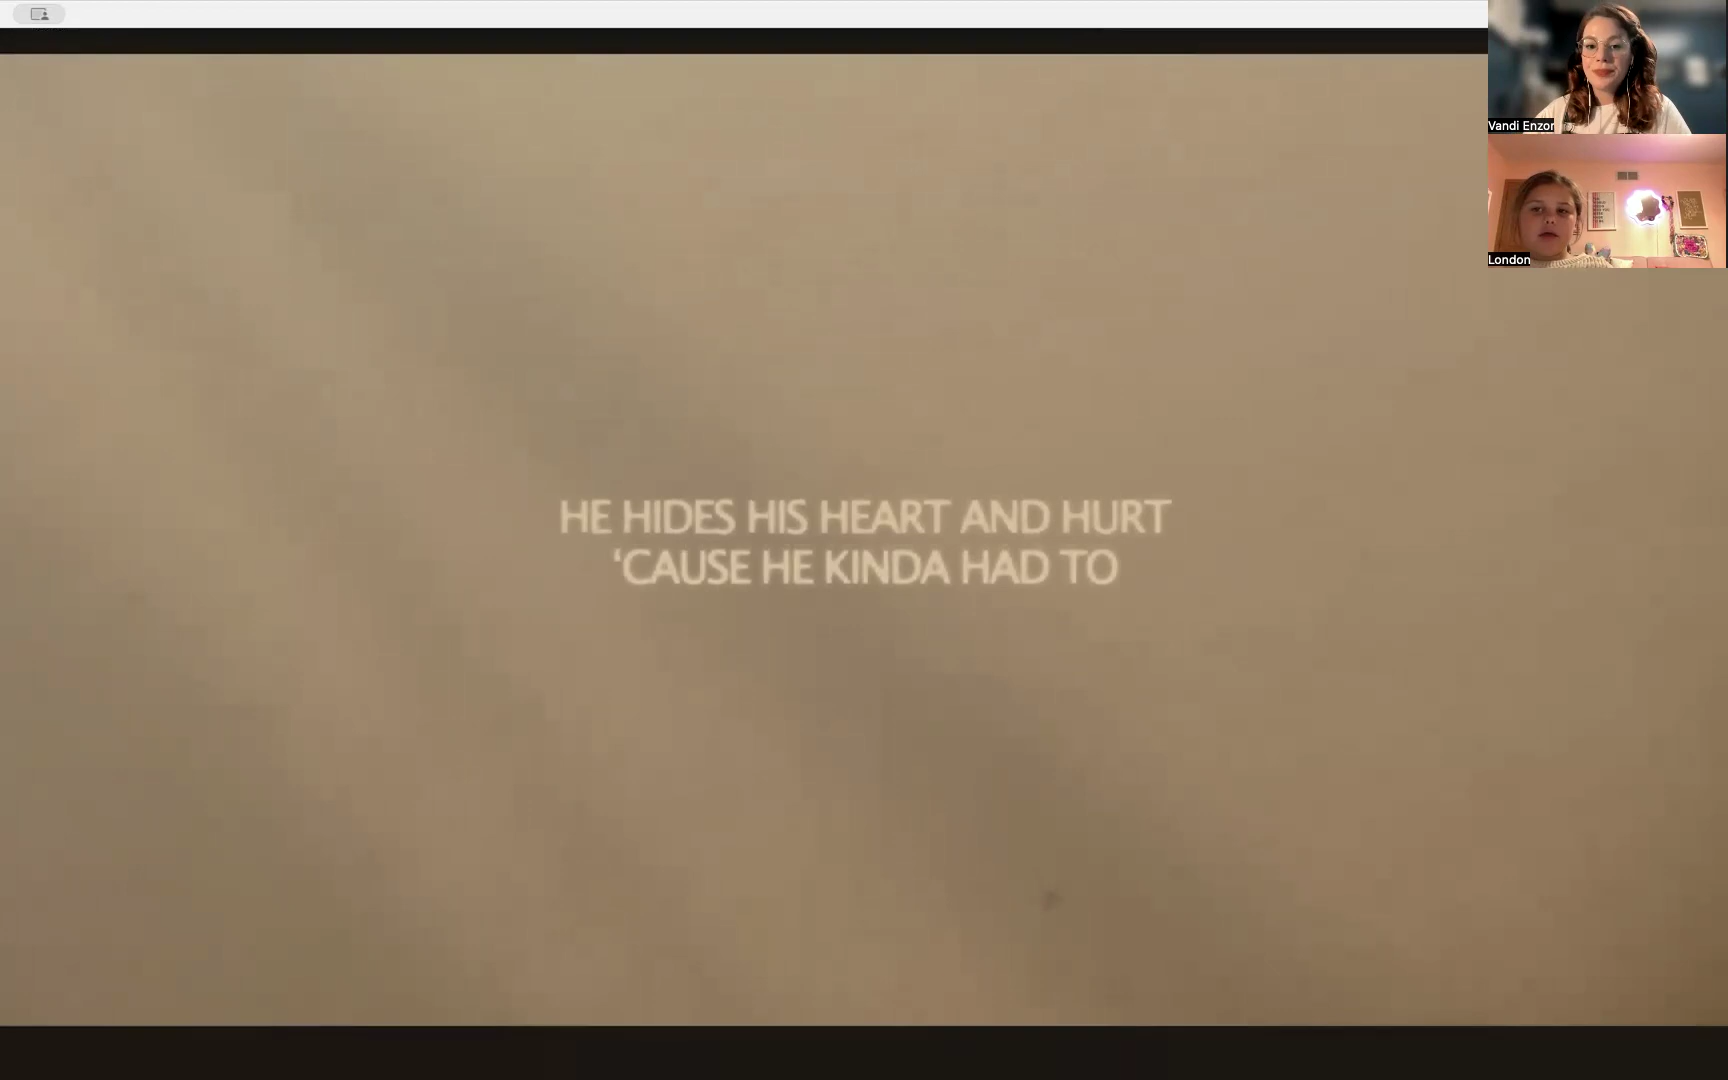 Vandi Enzor
London
HE HIDES HIS HEART AND HURT
‘CAUSE HE KINDA HAD TO